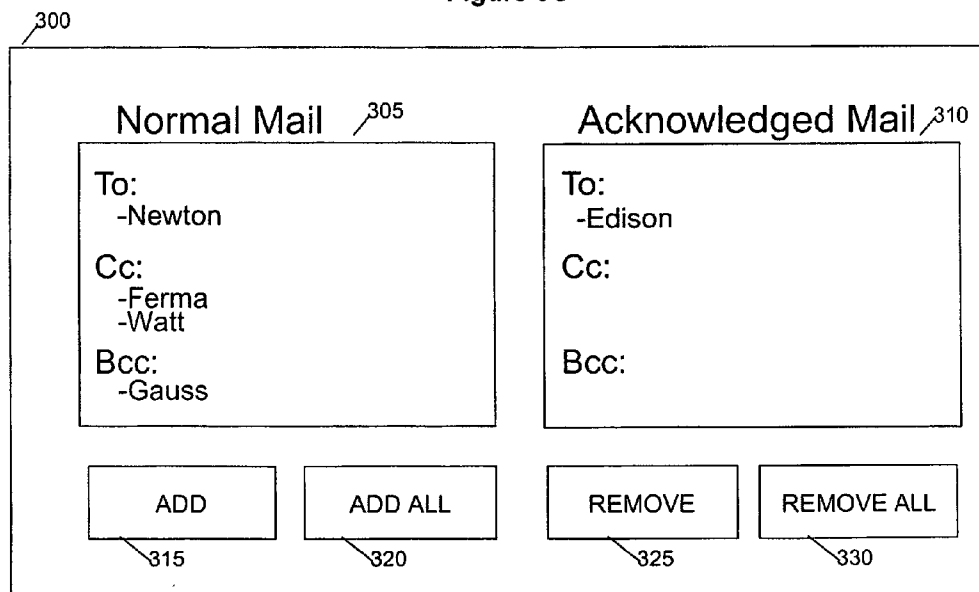 300
Normal Mail 305
To:
-Newton
Cc:
-Ferma
-Watt
Bcc:
-Gauss
Acknowledged Mail 310
To:
-Edison
Cc:
Bcc:
ADD
ADD ALL
REMOVE
REMOVE ALL
315
320
325
330